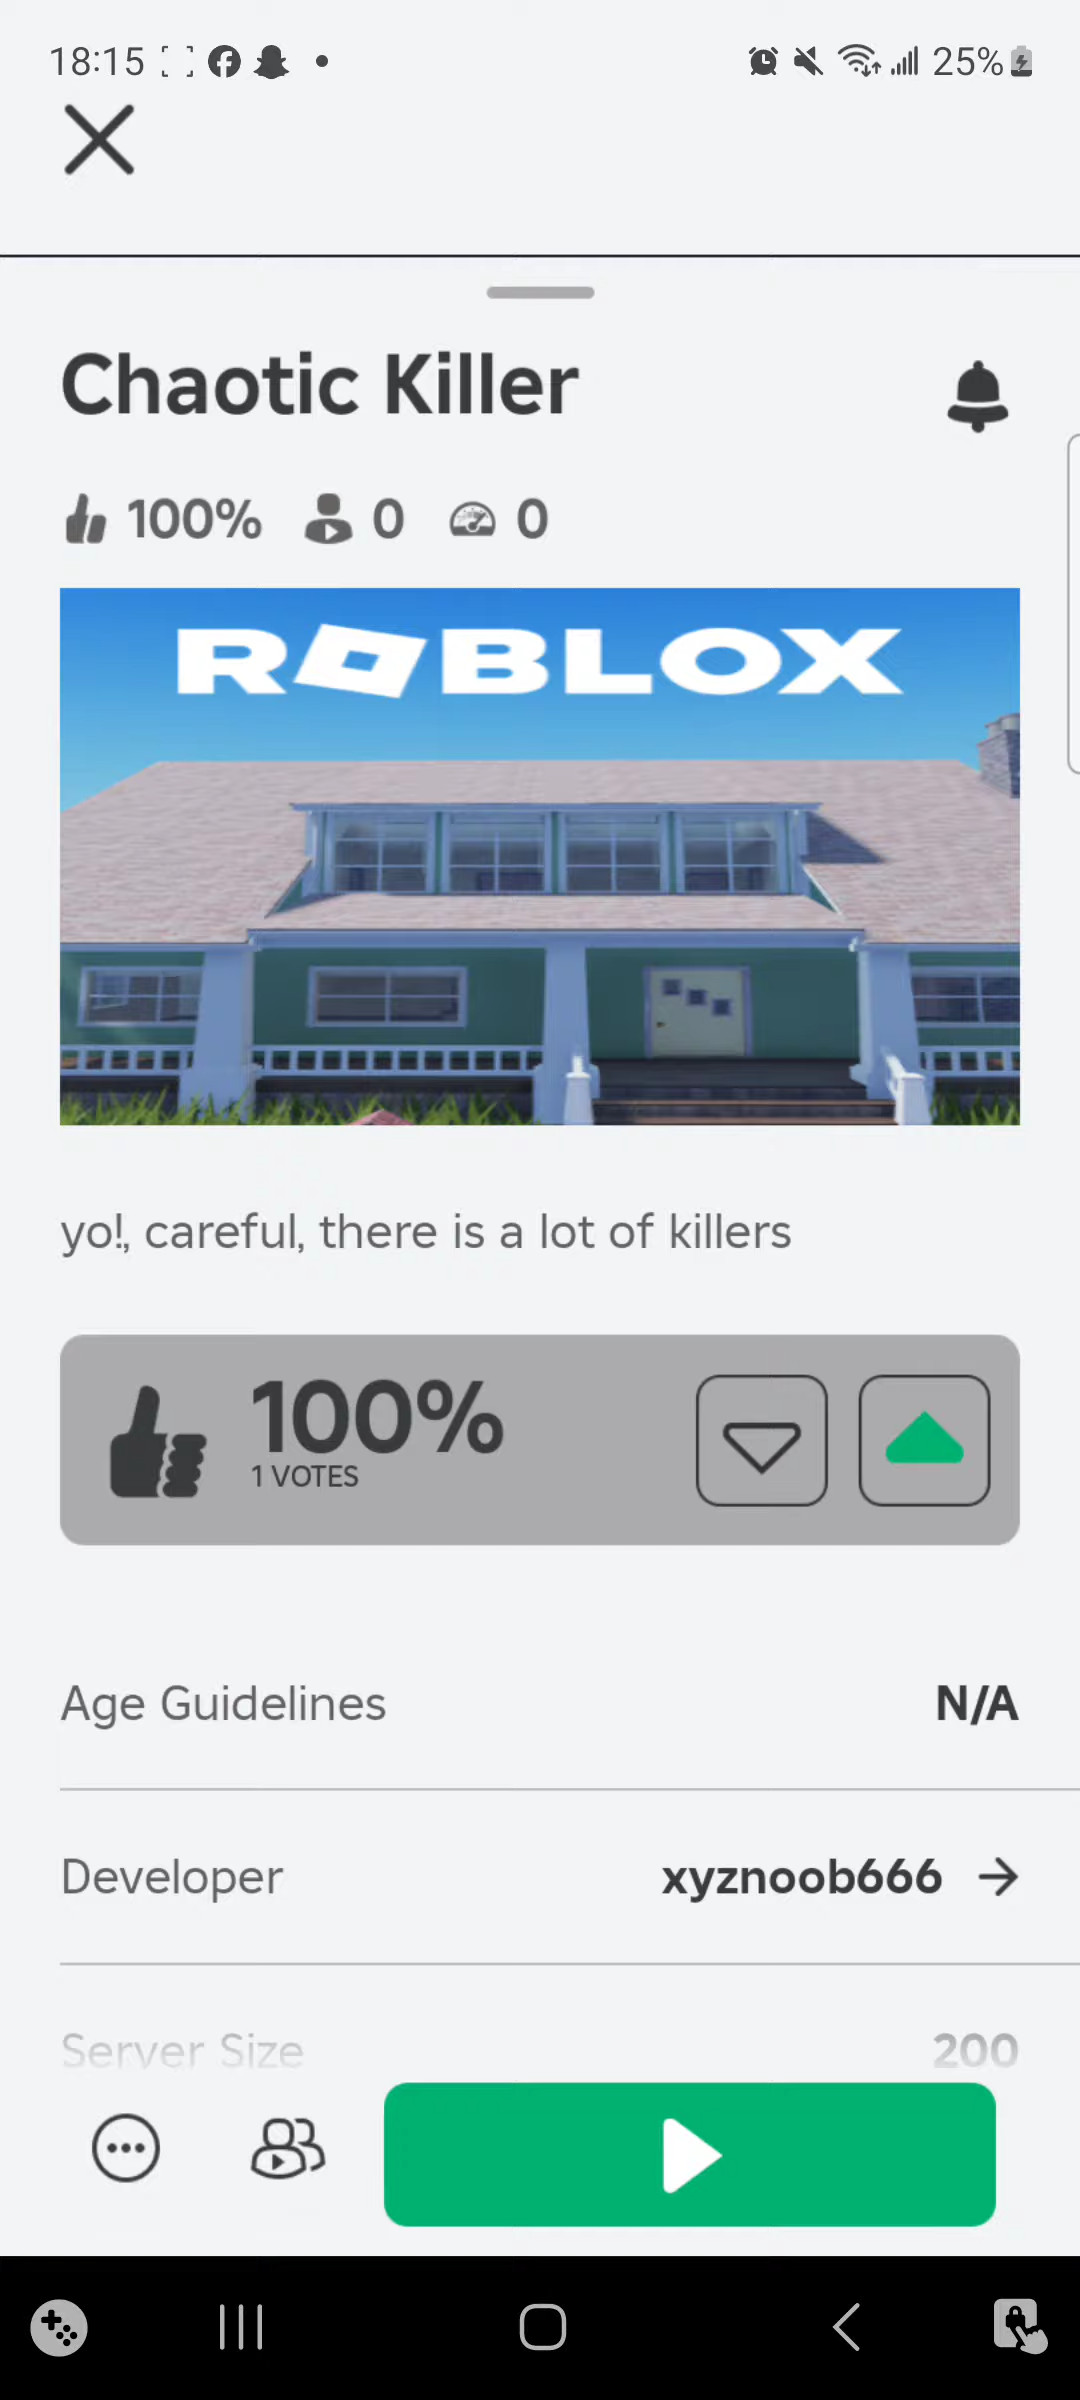 18:15 25%
Chaotic Killer
100% 0 0
ROBLOX
yo!, careful, there is a lot of killers
100%
1 VOTES
Age Guidelines N/A
Developer xyznoob666
Server Size 200